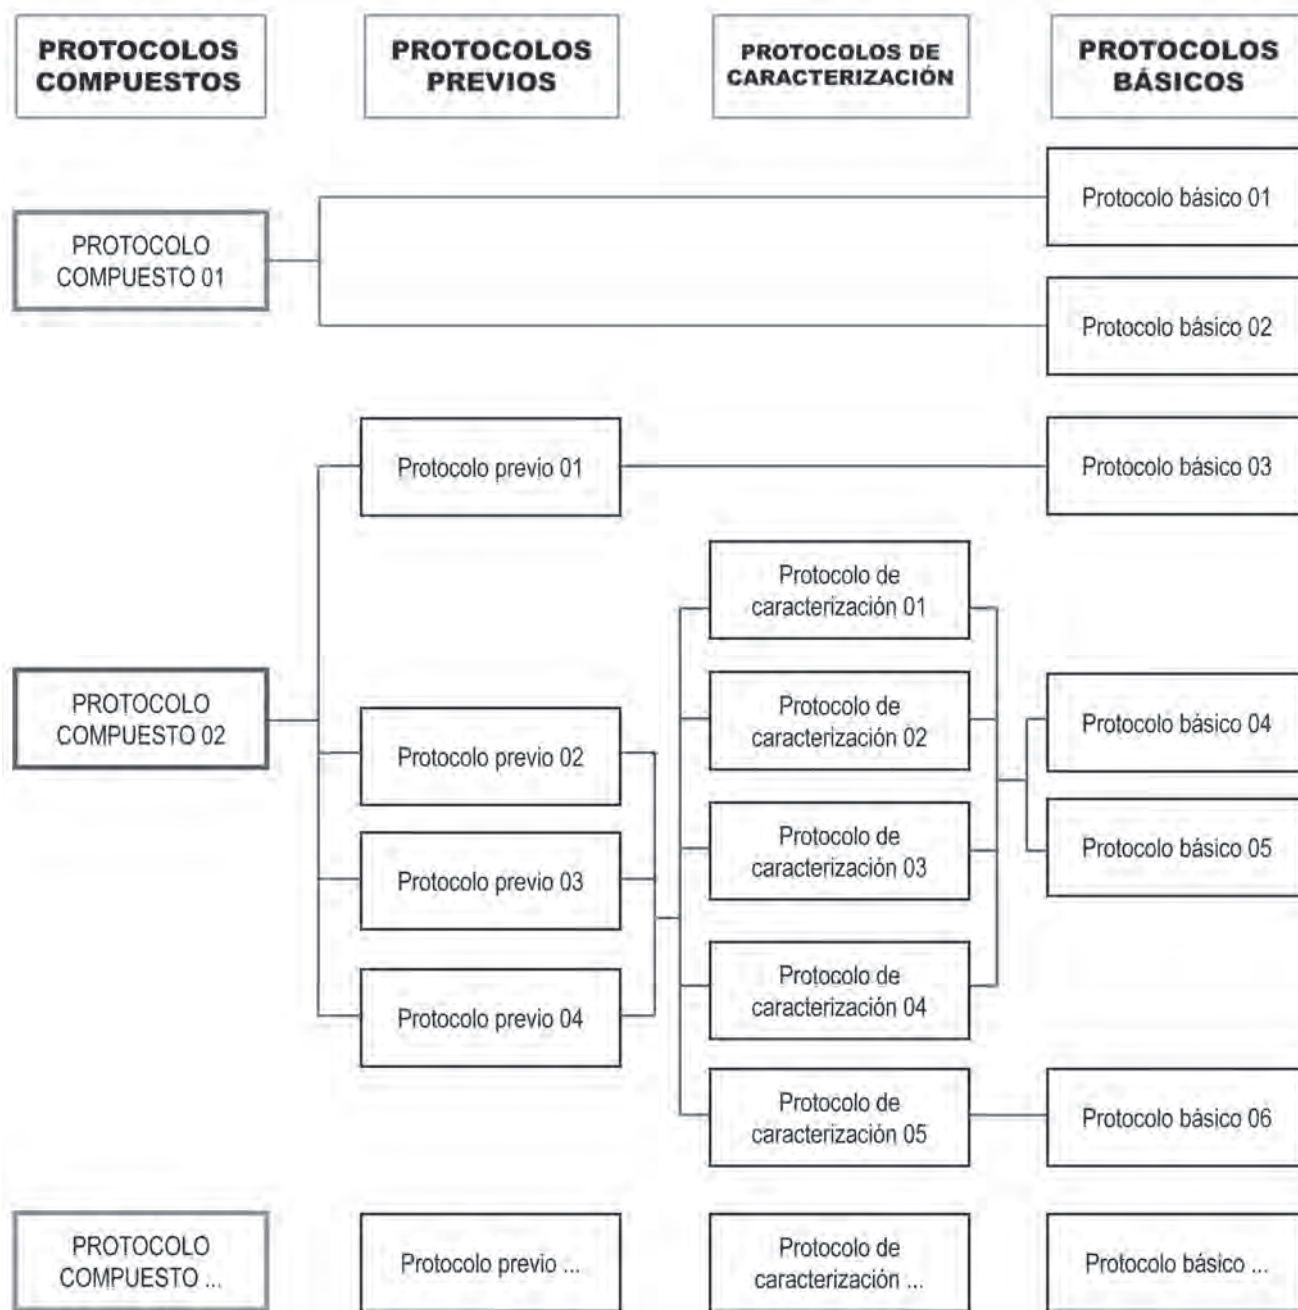 PROTOCOLOS
COMPUESTOS
PROTOCOLOS
PREVIOS
PROTOCOLOS DE
CARACTERIZACIÓN
PROTOCOLOS
BÁSICOS
Protocolo básico 01
PROTOCOLO
COMPUESTO 01
Protocolo básico 02
Protocolo previo 01
Protocolo básico 03
Protocolo de
caracterización 01
PROTOCOLO
COMPUESTO 02
Protocolo previo 02
Protocolo de
caracterización 02
Protocolo básico 04
Protocolo previo 03
Protocolo de
caracterización 03
Protocolo básico 05
Protocolo previo 04
Protocolo de
caracterización 04
Protocolo de
caracterización 05
Protocolo básico 06
PROTOCOLO
COMPUESTO ...
Protocolo previo ...
Protocolo de
caracterización ...
Protocolo básico ...